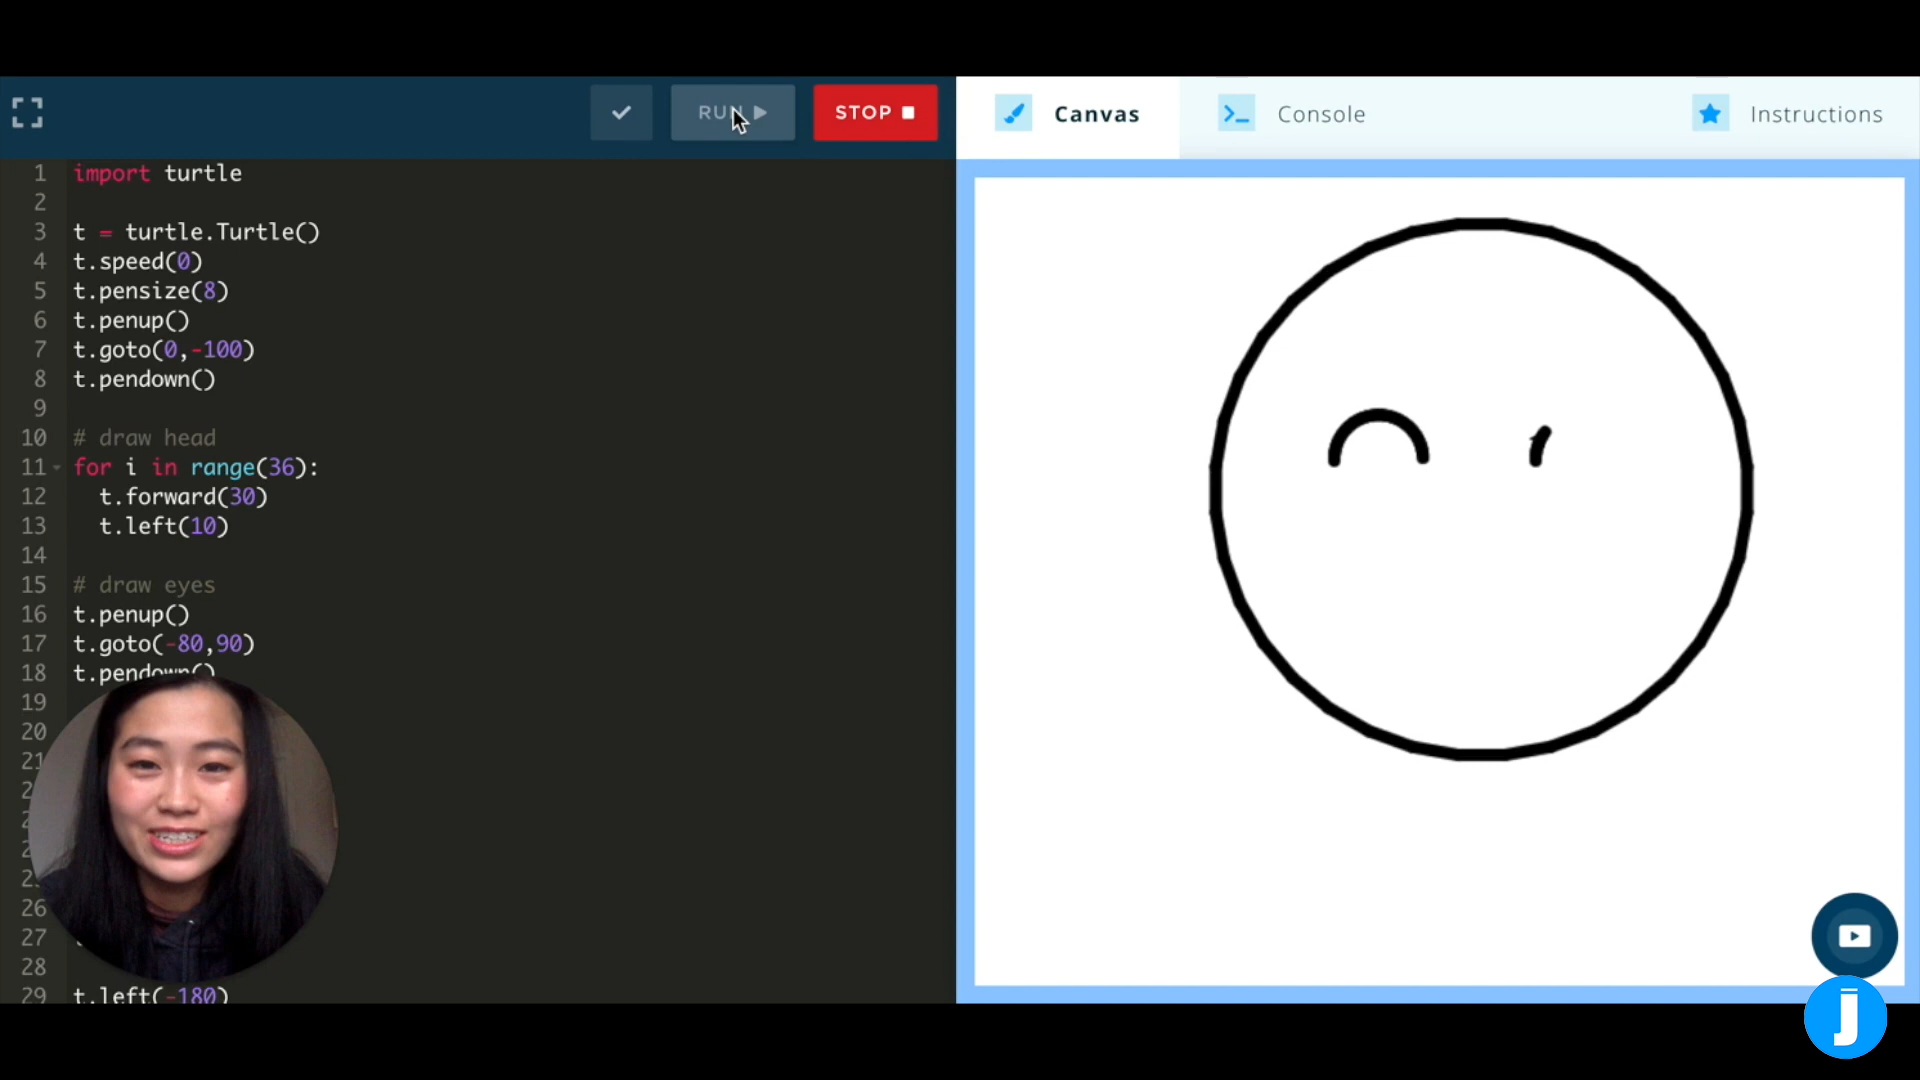 RUN
STOP
Canvas
Console
Instructions
1 import turtle
2
3 t = turtle.Turtle()
4 t.speed(0)
5 t.pensize(8)
6 t.penup()
7 t.goto(0,-100)
8 t.pendown()
9
10 # draw head
11 for i in range(36):
12 t.forward(30)
13 t.left(10)
14
15 # draw eyes
16 t.penup()
17 t.goto(-80,90)
18 t.pendown()
19
20
21
26
27
28
29 t.left(-180)
J